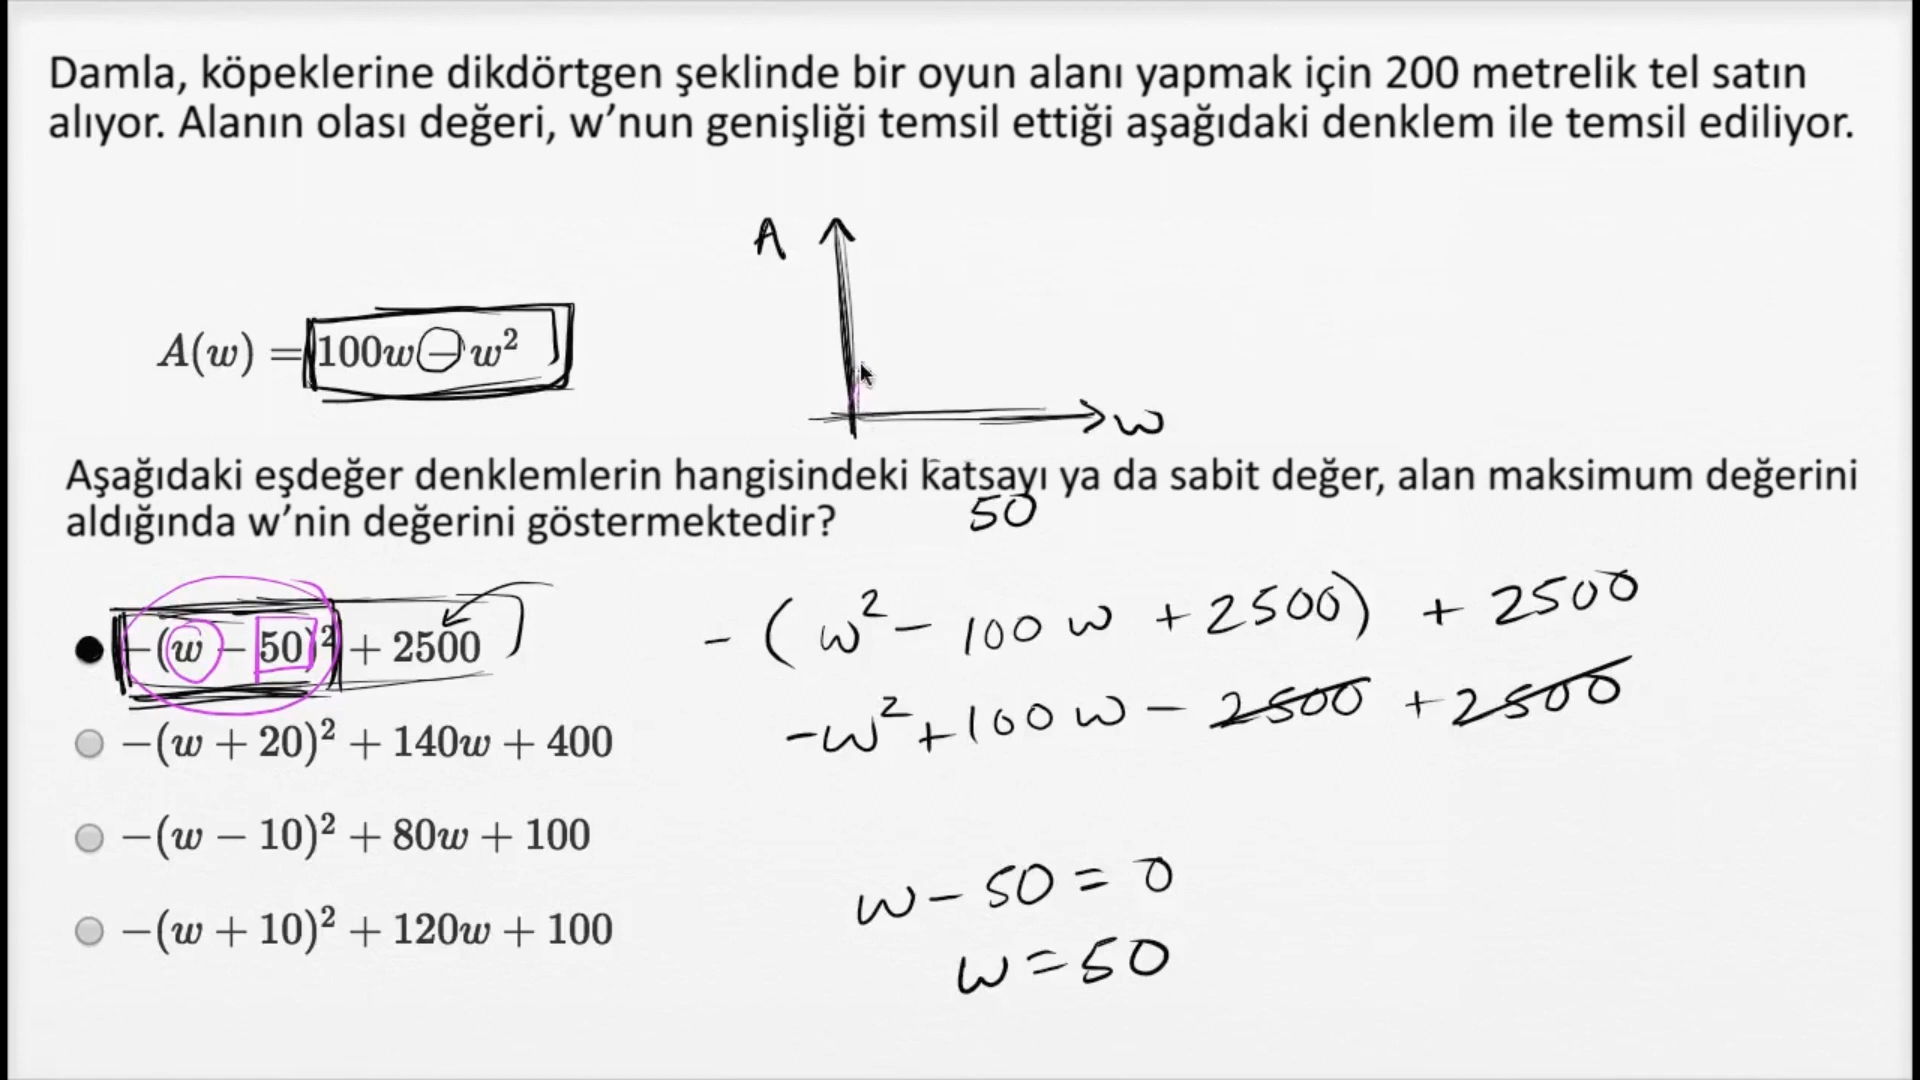 Damla, köpeklerine dikdörtgen şeklinde bir oyun alanı yapmak için 200 metrelik tel satın
alıyor. Alanın olası değeri, w’nun genişliği temsil ettiği aşağıdaki denklem ile temsil ediliyor.
A
A(w) = 100w − w²
w
Aşağıdaki eşdeğer denklemlerin hangisindeki katsayı ya da sabit değer, alan maksimum değerini
aldığında w’nin değerini göstermektedir?
50
−(w − 50)² + 2500
−(w + 20)² + 140w + 400
−(w − 10)² + 80w + 100
−(w + 10)² + 120w + 100
−(w² − 100w + 2500) + 2500
−w² + 100w − 2500 + 2500
w − 50 = 0
w = 50